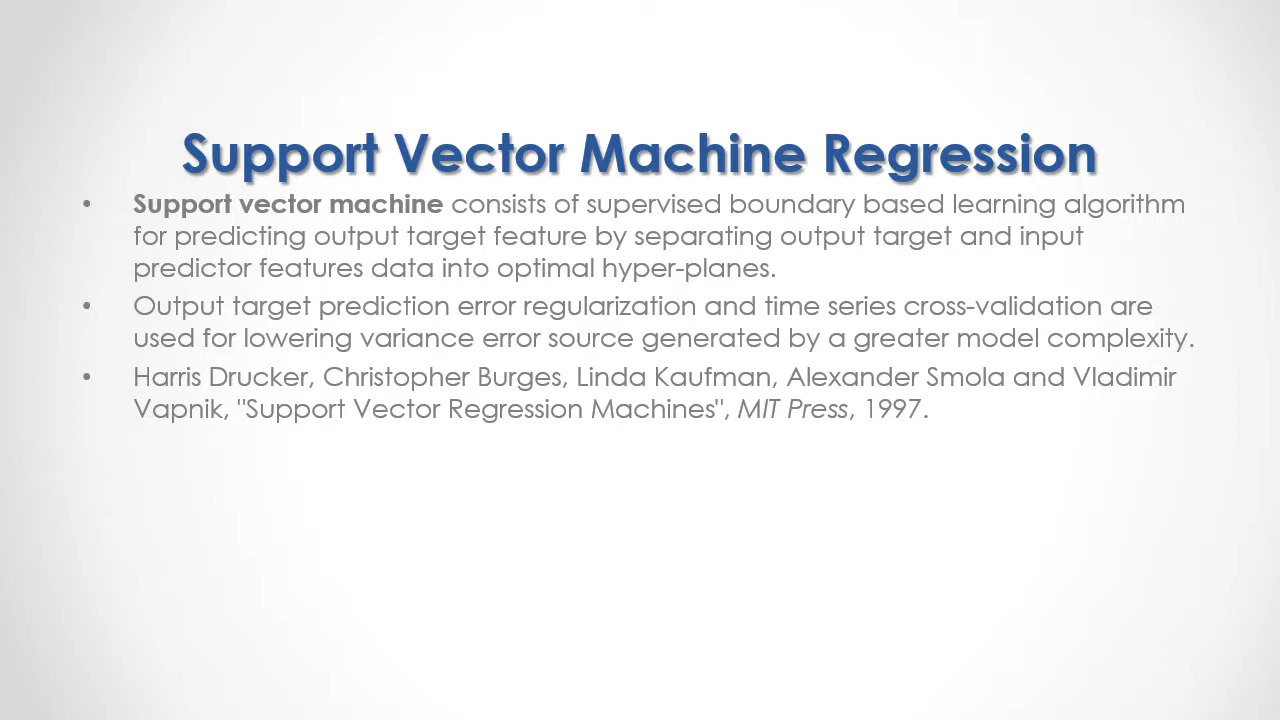 Support Vector Machine Regression
• Support vector machine consists of supervised boundary based learning algorithm
for predicting output target feature by separating output target and input
predictor features data into optimal hyper-planes.
• Output target prediction error regularization and time series cross-validation are
used for lowering variance error source generated by a greater model complexity.
• Harris Drucker, Christopher Burges, Linda Kaufman, Alexander Smola and Vladimir
Vapnik, "Support Vector Regression Machines", MIT Press, 1997.